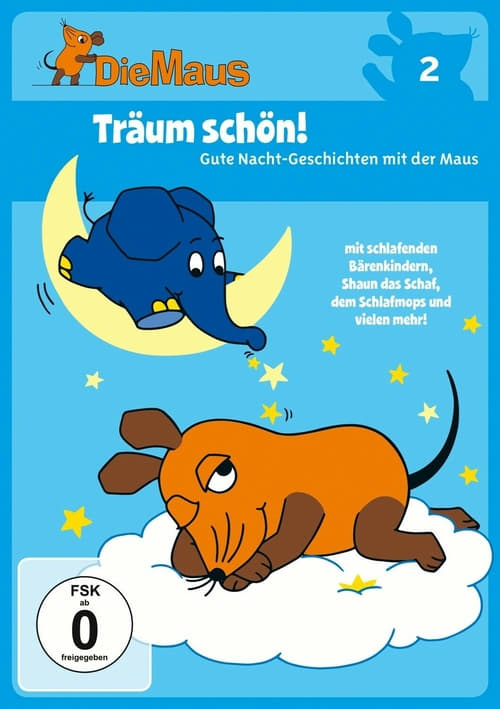 DieMaus
2
Träum schön!
Gute Nacht-Geschichten mit der Maus
mit schlafenden
Bärenkindern,
Shaun das Schaf,
dem Schlafmops und
vielen mehr!
FSK
ab
0
freigegeben